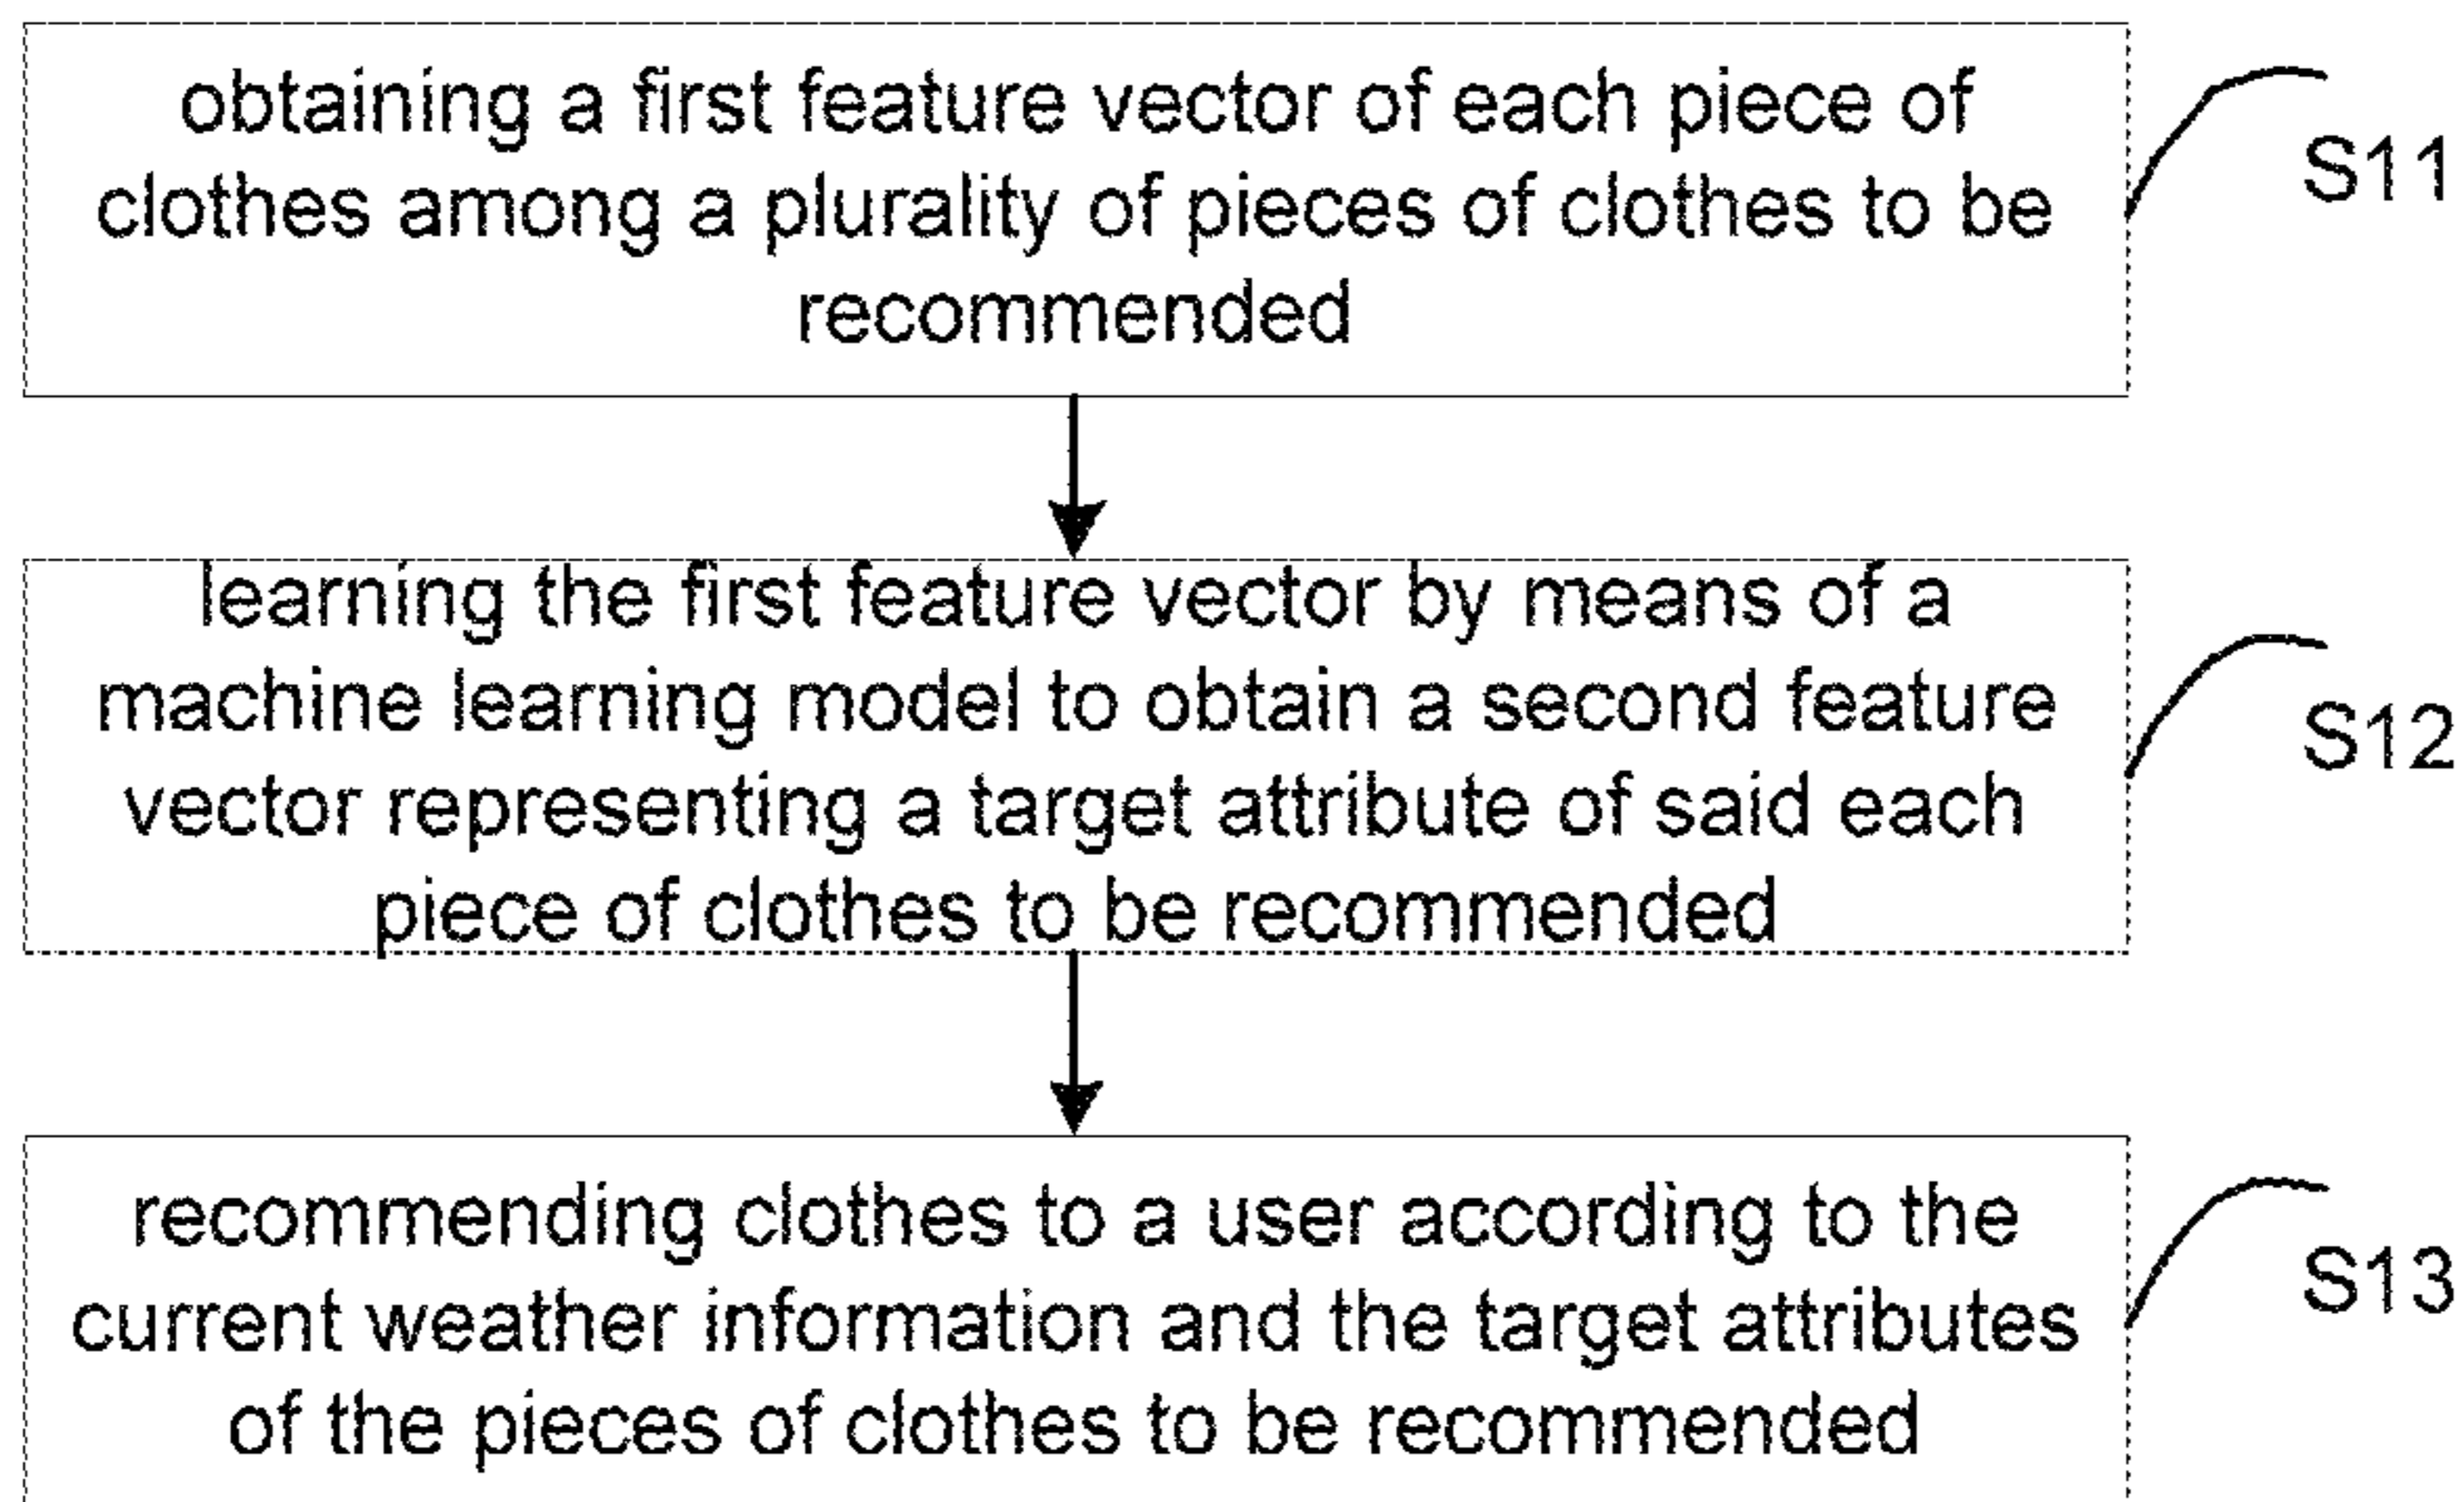 obtaining a first feature vector of each piece of
clothes among a plurality of pieces of clothes to be
recommended
S11
learning the first feature vector by means of a
machine learning model to obtain a second feature
vector representing a target attribute of said each
piece of clothes to be recommended
S12
recommending clothes to a user according to the
current weather information and the target attributes
of the pieces of clothes to be recommended
S13